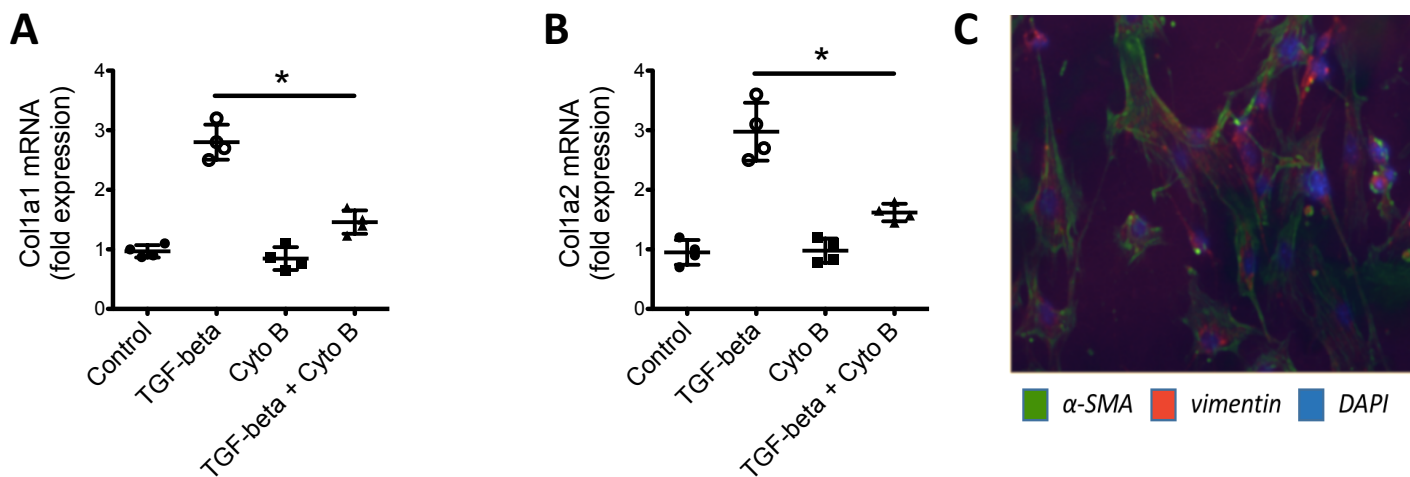 A
Col1a1 mRNA
(fold expression)
4
3
2
1
0
*
Control
TGF-beta
Cyto B
TGF-beta + Cyto B
B
Col1a2 mRNA
(fold expression)
4
3
2
1
0
*
Control
TGF-beta
Cyto B
TGF-beta + Cyto B
C
α-SMA vimentin DAPI